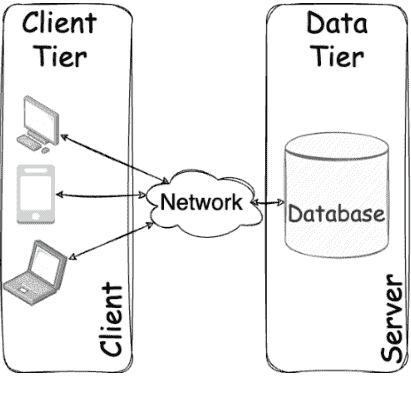 Client
Tier
Data
Tier
Network
Database
Client
Server